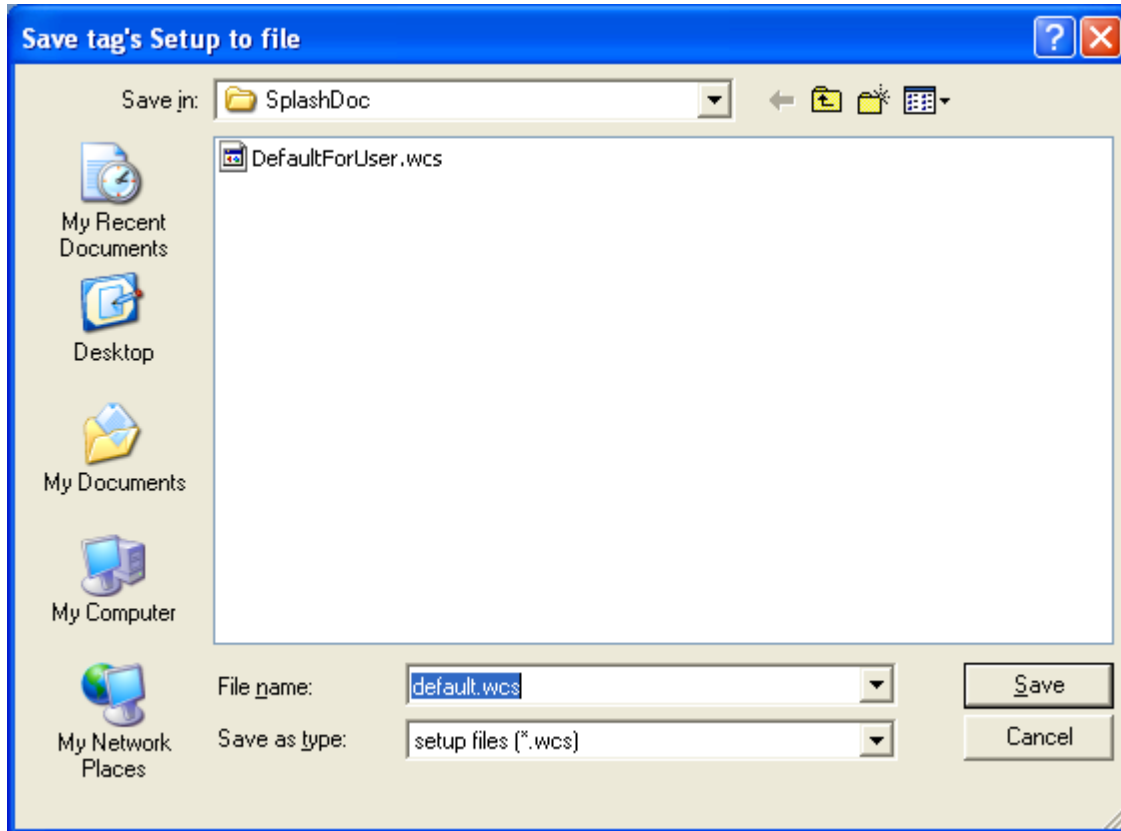 Save tag's Setup to file
Save in:
SplashDoc
DefaultForUser.wcs
My Recent
Documents
Desktop
My Documents
My Computer
My Network
Places
File name:
default.wcs
Save
Save as type:
setup files (*.wcs)
Cancel